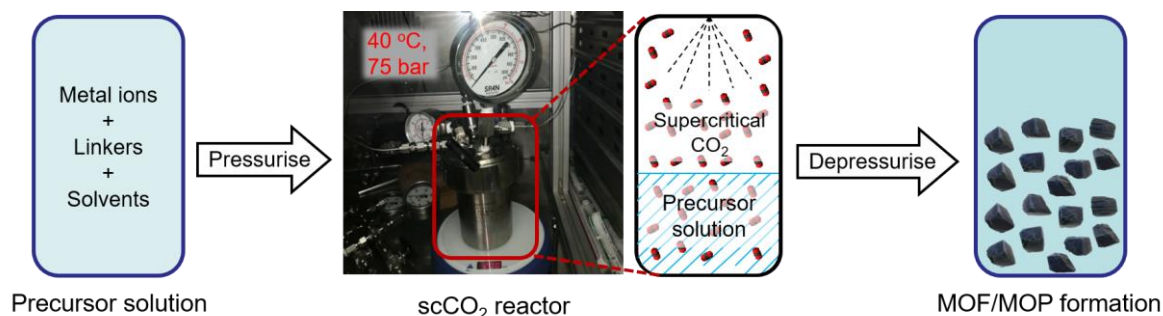 Metal ions
+
Linkers
+
Solvents
Precursor solution
Pressurise
40 °C,
75 bar
SPAN
scCO₂ reactor
Supercritical
CO₂
Precursor
solution
Depressurise
MOF/MOP formation